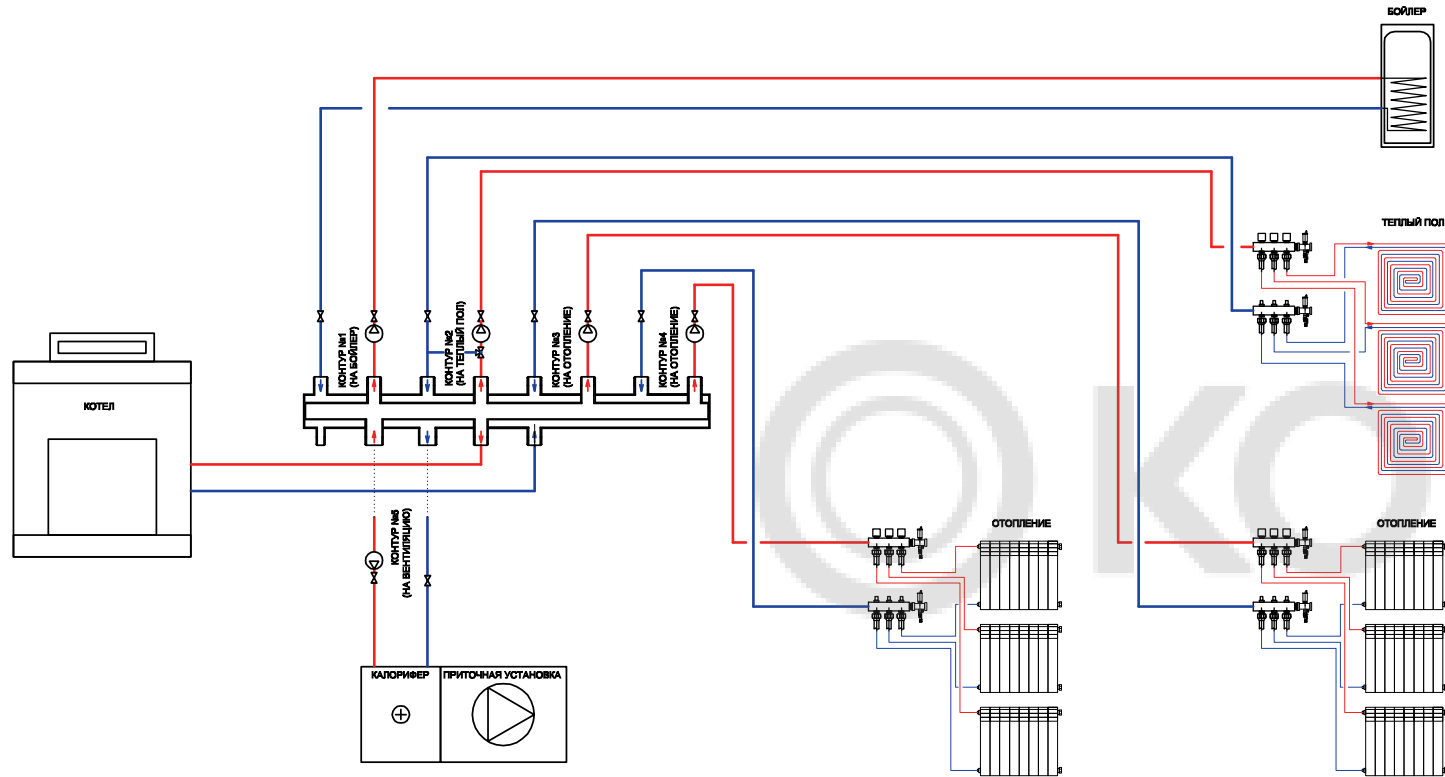 БОЙЛЕР
ТЕПЛЫЙ ПОЛ
КОНТУР №1
(НА БОЙЛЕР)
КОНТУР №2
(НА ТЕПЛЫЙ ПОЛ)
КОНТУР №3
(НА ОТОПЛЕНИЕ)
КОНТУР №4
(НА ОТОПЛЕНИЕ)
КОТЕЛ
КО
КОНТУР №5
(НА ВЕНТИЛЯЦИЮ)
ОТОПЛЕНИЕ
ОТОПЛЕНИЕ
КАЛОРИФЕР
ПРИТОЧНАЯ УСТАНОВКА